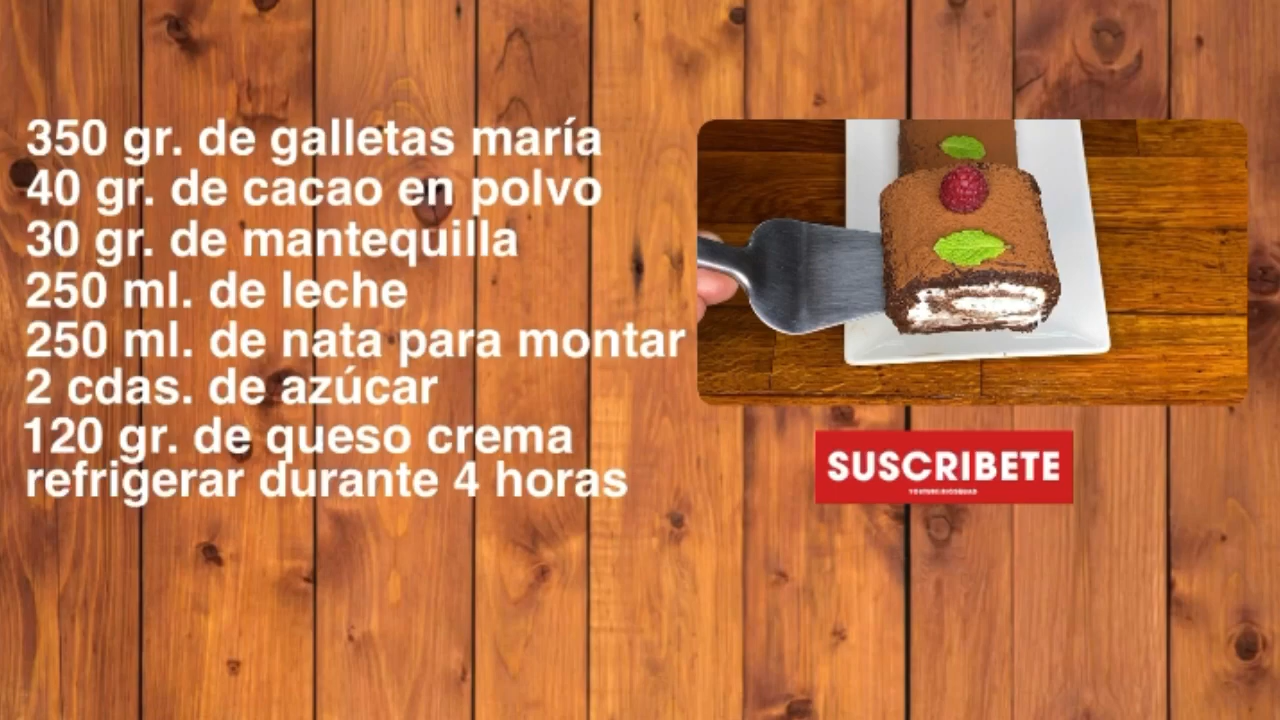 350 gr. de galletas maría
40 gr. de cacao en polvo
30 gr. de mantequilla
250 ml. de leche
250 ml. de nata para montar
2 cdas. de azúcar
120 gr. de queso crema
refrigerar durante 4 horas
SUSCRIBETE